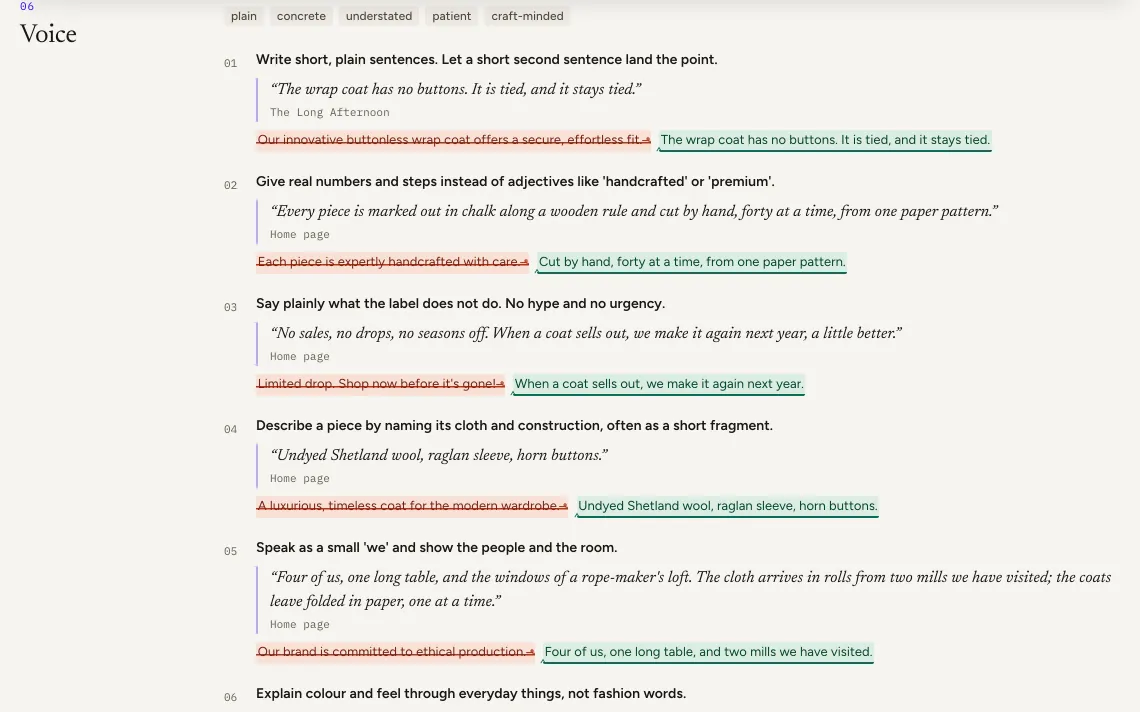 06
Voice
plain concrete understated patient craft-minded
01 Write short, plain sentences. Let a short second sentence land the point.
“The wrap coat has no buttons. It is tied, and it stays tied.”
The Long Afternoon
Our innovative buttonless wrap coat offers a secure, effortless fit. The wrap coat has no buttons. It is tied, and it stays tied.
02 Give real numbers and steps instead of adjectives like 'handcrafted' or 'premium'.
“Every piece is marked out in chalk along a wooden rule and cut by hand, forty at a time, from one paper pattern.”
Home page
Each piece is expertly handcrafted with care. Cut by hand, forty at a time, from one paper pattern.
03 Say plainly what the label does not do. No hype and no urgency.
“No sales, no drops, no seasons off. When a coat sells out, we make it again next year, a little better.”
Home page
Limited drop. Shop now before it's gone! When a coat sells out, we make it again next year.
04 Describe a piece by naming its cloth and construction, often as a short fragment.
“Undyed Shetland wool, raglan sleeve, horn buttons.”
Home page
A luxurious, timeless coat for the modern wardrobe. Undyed Shetland wool, raglan sleeve, horn buttons.
05 Speak as a small 'we' and show the people and the room.
“Four of us, one long table, and the windows of a rope-maker's loft. The cloth arrives in rolls from two mills we have visited; the coats
leave folded in paper, one at a time.”
Home page
Our brand is committed to ethical production. Four of us, one long table, and two mills we have visited.
06 Explain colour and feel through everyday things, not fashion words.